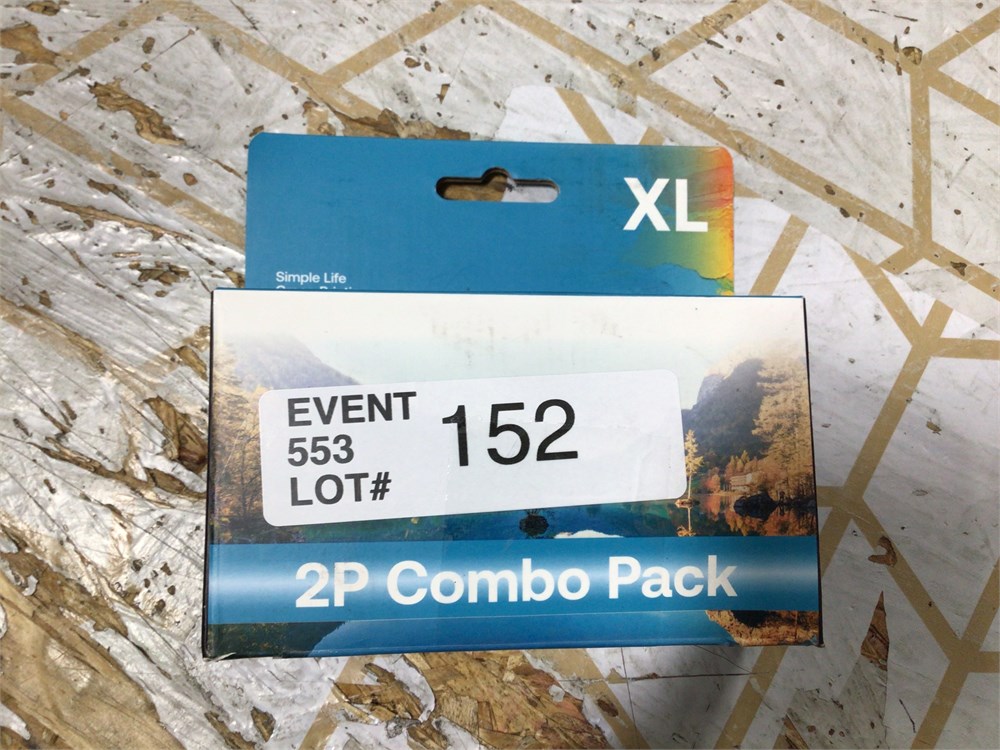 XL
Simple Life
EVENT
553
LOT#
152
2P Combo Pack